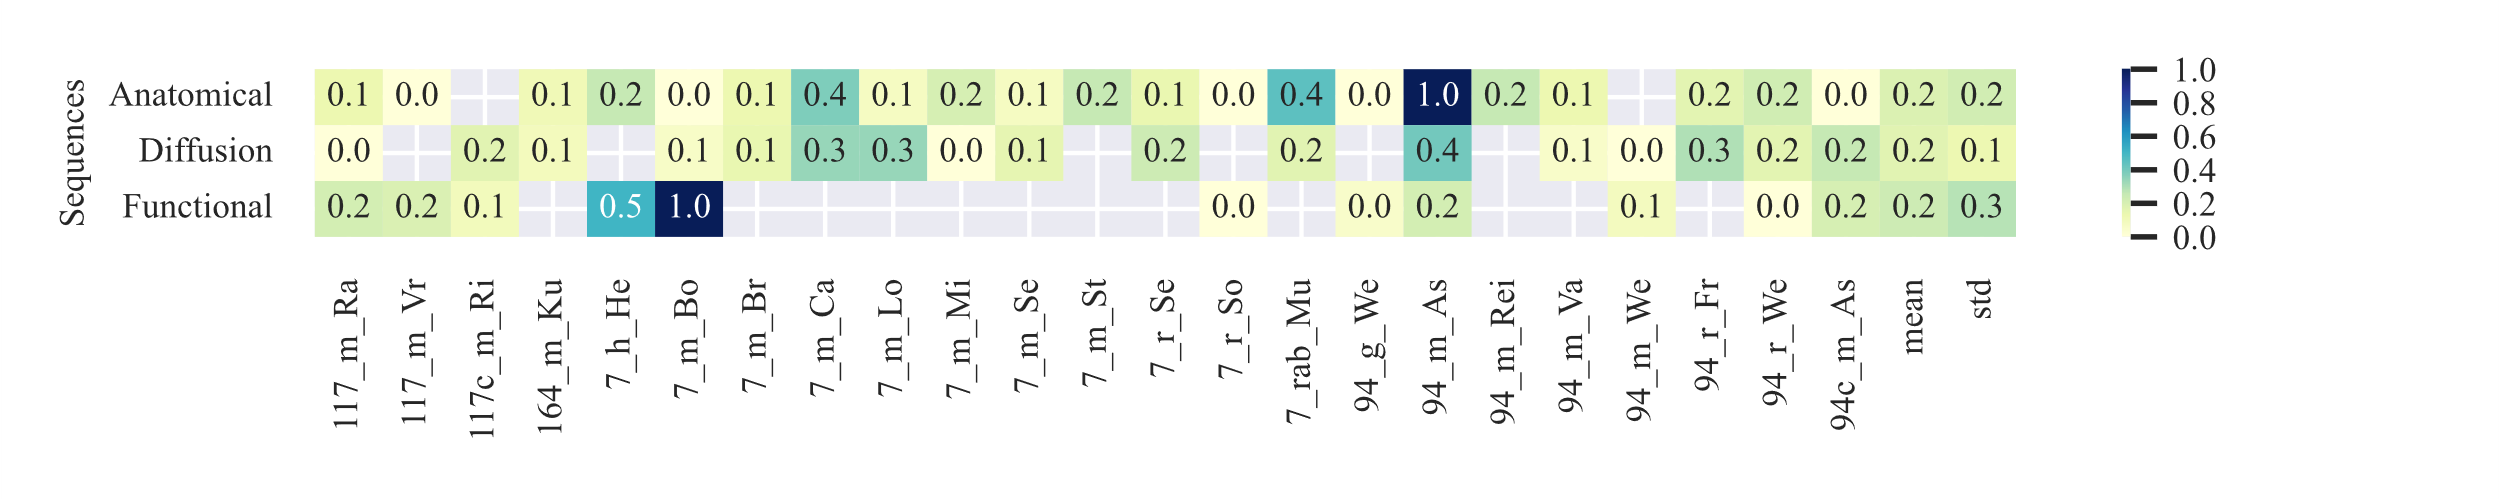 Sequences
Anatomical 0.1 0.0 0.1 0.2 0.0 0.1 0.4 0.1 0.2 0.1 0.2 0.1 0.0 0.4 0.0 1.0 0.2 0.1 0.2 0.2 0.0 0.2 0.2
Diffusion 0.0 0.2 0.1 0.1 0.1 0.3 0.3 0.0 0.1 0.2 0.2 0.4 0.1 0.0 0.3 0.2 0.2 0.2 0.1
Functional 0.2 0.2 0.1 0.5 1.0 0.0 0.0 0.2 0.1 0.0 0.2 0.2 0.3
117_m_Ra
117_m_Vr
117c_m_Ri
164_m_Ku
7_h_He
7_m_Bo
7_m_Br
7_m_Ca
7_m_Lo
7_m_Mi
7_m_Se
7_m_St
7_r_Se
7_r_So
7_rab_Mu
94_g_We
94_m_As
94_m_Rei
94_m_Va
94_m_We
94_r_Fr
94_r_We
94c_m_As
mean
std
1.0
0.8
0.6
0.4
0.2
0.0